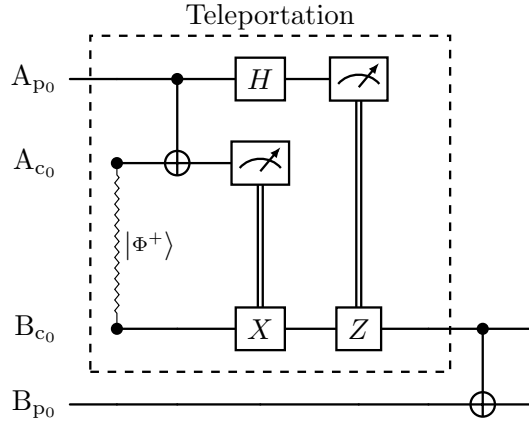 Teleportation
A_{p_0}
H
A_{c_0}
|Φ^+⟩
B_{c_0}
X
Z
B_{p_0}